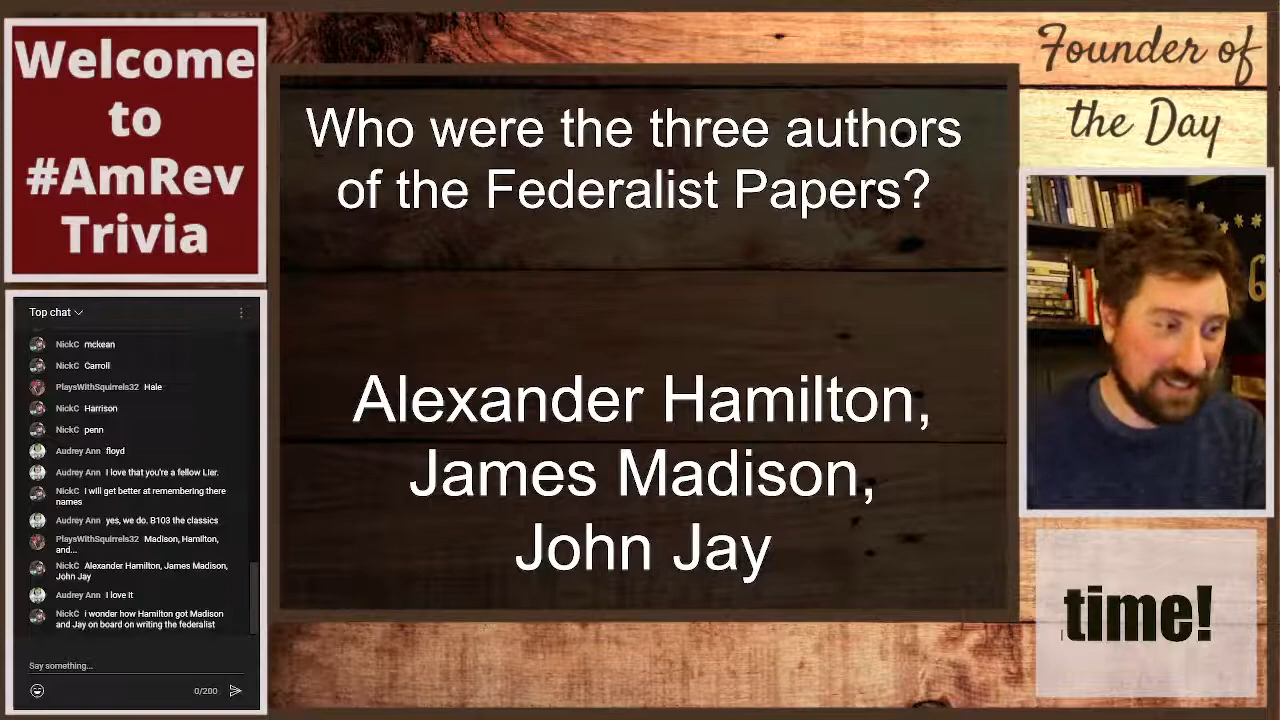 Welcome
to
#AmRev
Trivia
Top chat
NickC mckean
NickC Carroll
PlaysWithSquirrels32 Hale
NickC Harrison
NickC penn
Audrey Ann floyd
Audrey Ann I love that you're a fellow LIer.
NickC I will get better at remembering there
names
Audrey Ann yes, we do. B103 the classics
PlaysWithSquirrels32 Madison, Hamilton,
and...
NickC Alexander Hamilton, James Madison,
John Jay
Audrey Ann I love it
NickC i wonder how Hamilton got Madison
and Jay on board on writing the federalist
Say something...
0/200
Who were the three authors
of the Federalist Papers?
Alexander Hamilton,
James Madison,
John Jay
Founder of
the Day
time!